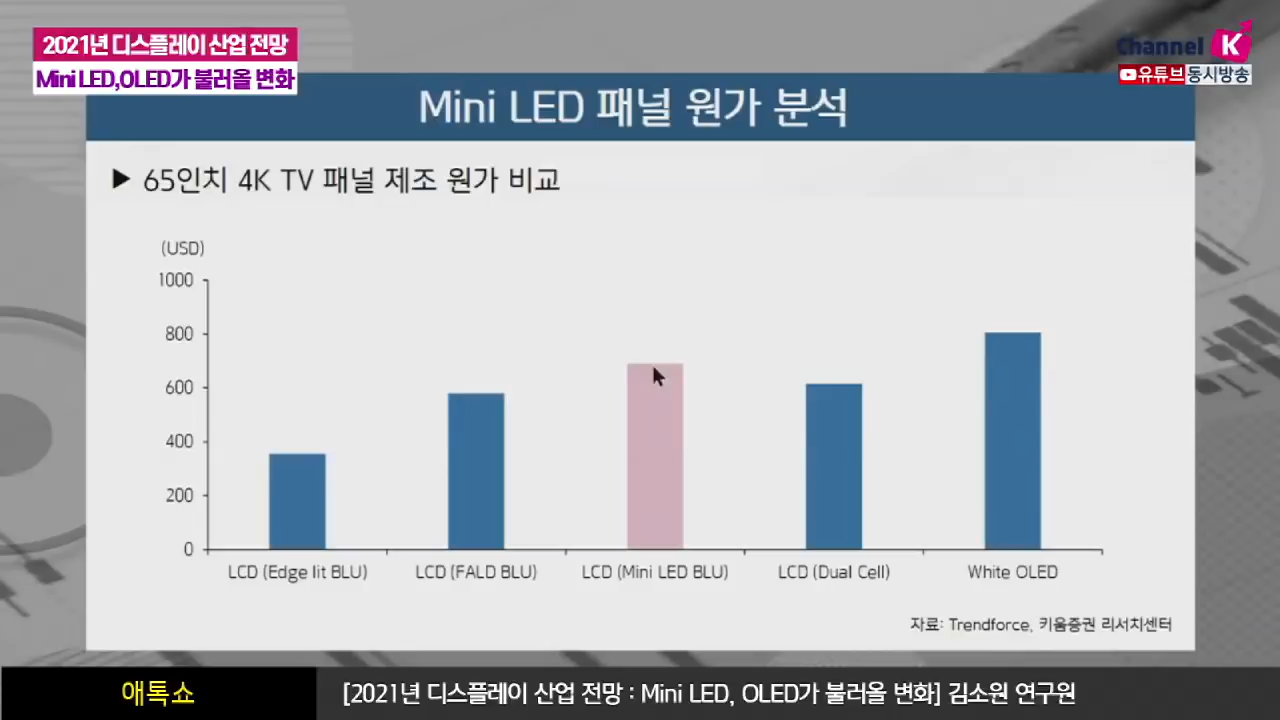 2021년 디스플레이 산업 전망
Mini LED,OLED가 불러올 변화
Channel K
유튜브동시방송
Mini LED 패널 원가 분석
▶ 65인치 4K TV 패널 제조 원가 비교
(USD)
1000
800
600
400
200
0
LCD (Edge lit BLU) LCD (FALD BLU) LCD (Mini LED BLU) LCD (Dual Cell) White OLED
자료: Trendforce, 키움증권 리서치센터
애톡쇼
[2021년 디스플레이 산업 전망 : Mini LED, OLED가 불러올 변화] 김소원 연구원